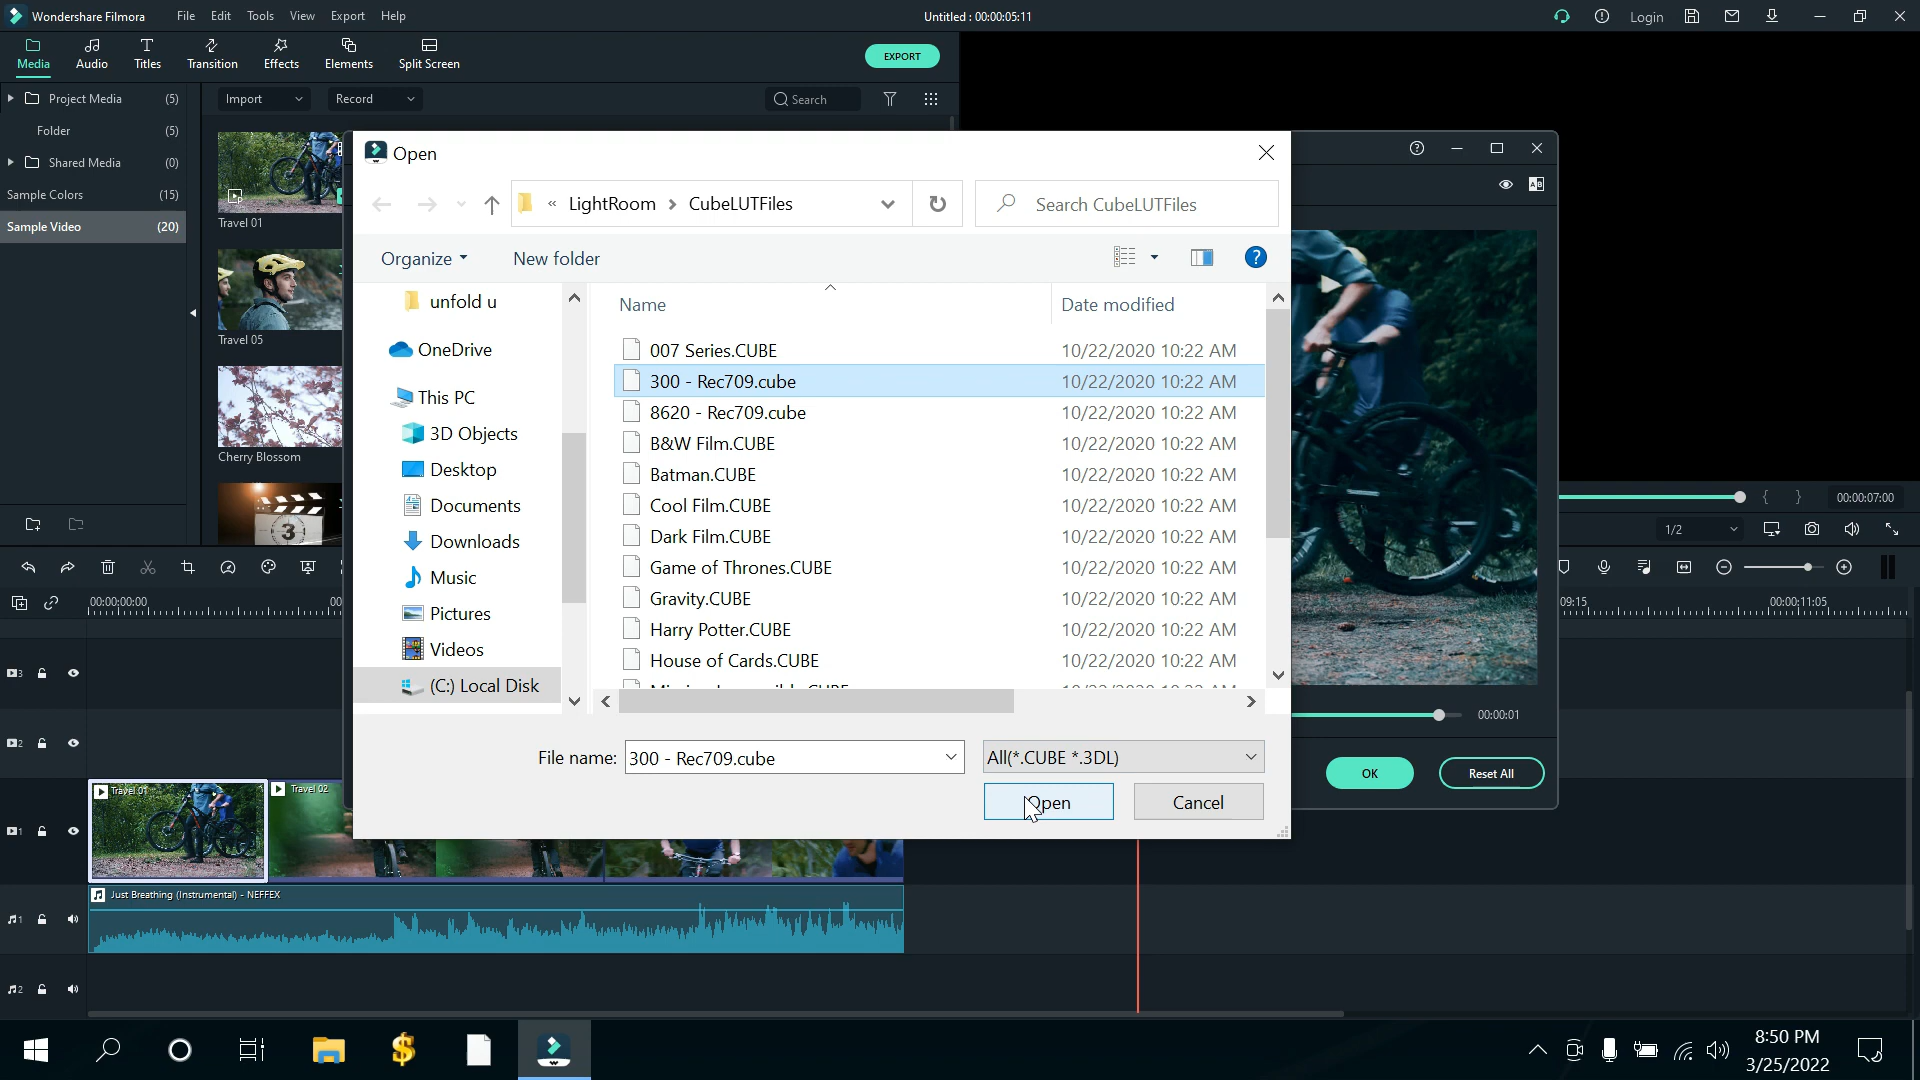 Wondershare Filmora File Edit Tools View Export Help Untitled : 00:00:05:11 Login
Media Audio Titles Transition Effects Elements Split Screen EXPORT
Project Media (5)
Folder (5)
Shared Media (0)
Sample Colors (15)
Sample Video (20)
Import Record Search
Travel 01
Travel 05
Cherry Blossom
3
Open
« LightRoom > CubeLUTFiles
Search CubeLUTFiles
Organize New folder
unfold u
OneDrive
This PC
3D Objects
Desktop
Documents
Downloads
Music
Pictures
Videos
(C:) Local Disk
Name Date modified
007 Series.CUBE 10/22/2020 10:22 AM
300 - Rec709.cube 10/22/2020 10:22 AM
8620 - Rec709.cube 10/22/2020 10:22 AM
B&W Film.CUBE 10/22/2020 10:22 AM
Batman.CUBE 10/22/2020 10:22 AM
Cool Film.CUBE 10/22/2020 10:22 AM
Dark Film.CUBE 10/22/2020 10:22 AM
Game of Thrones.CUBE 10/22/2020 10:22 AM
Gravity.CUBE 10/22/2020 10:22 AM
Harry Potter.CUBE 10/22/2020 10:22 AM
House of Cards.CUBE 10/22/2020 10:22 AM
File name: 300 - Rec709.cube All(*.CUBE *.3DL)
Open Cancel
00:00:01
OK Reset All
{ } 00:00:07:00
1/2
00:00:00:00 00 09:15 00:00:11:05
3
2
1
Travel 01 Travel 02
1
Just Breathing (Instrumental) - NEFFEX
2
8:50 PM
3/25/2022